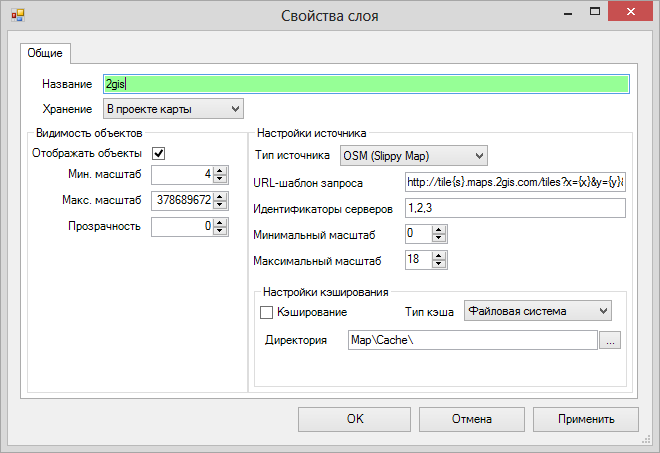 Свойства слоя
Общие
Название 2gis
Хранение В проекте карты
Видимость объектов
Отображать объекты
Мин. масштаб 4
Макс. масштаб 378689672
Прозрачность 0
Настройки источника
Тип источника OSM (Slippy Map)
URL-шаблон запроса http://tile{s}.maps.2gis.com/tiles?x={x}&y={y}
Идентификаторы серверов 1,2,3
Минимальный масштаб 0
Максимальный масштаб 18
Настройки кэширования
Кэширование Тип кэша Файловая система
Директория Map\Cache\ ...
OK Отмена Применить